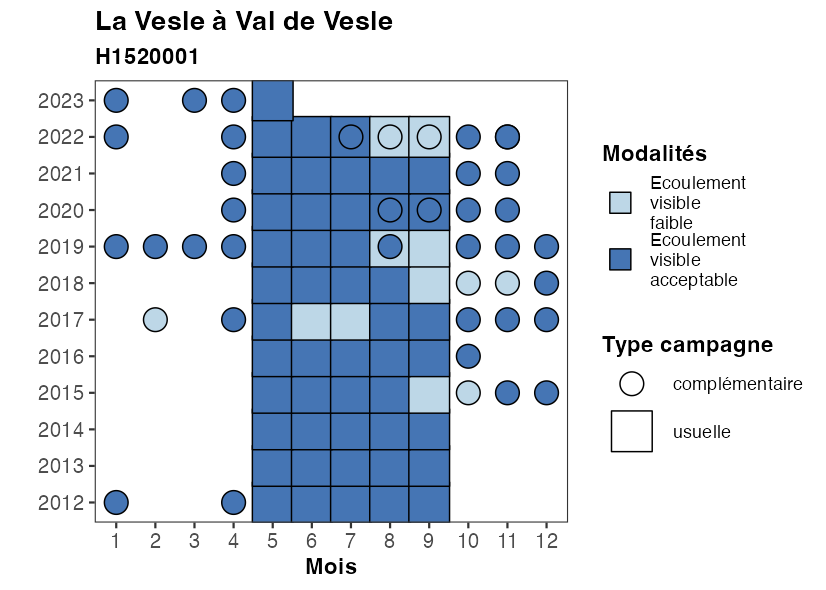 La Vesle à Val de Vesle
H1520001
2023
2022
2021
2020
2019
2018
2017
2016
2015
2014
2013
2012
1 2 3 4 5 6 7 8 9 10 11 12
Mois
Modalités
Ecoulement
visible
faible
Ecoulement
visible
acceptable
Type campagne
complémentaire
usuelle